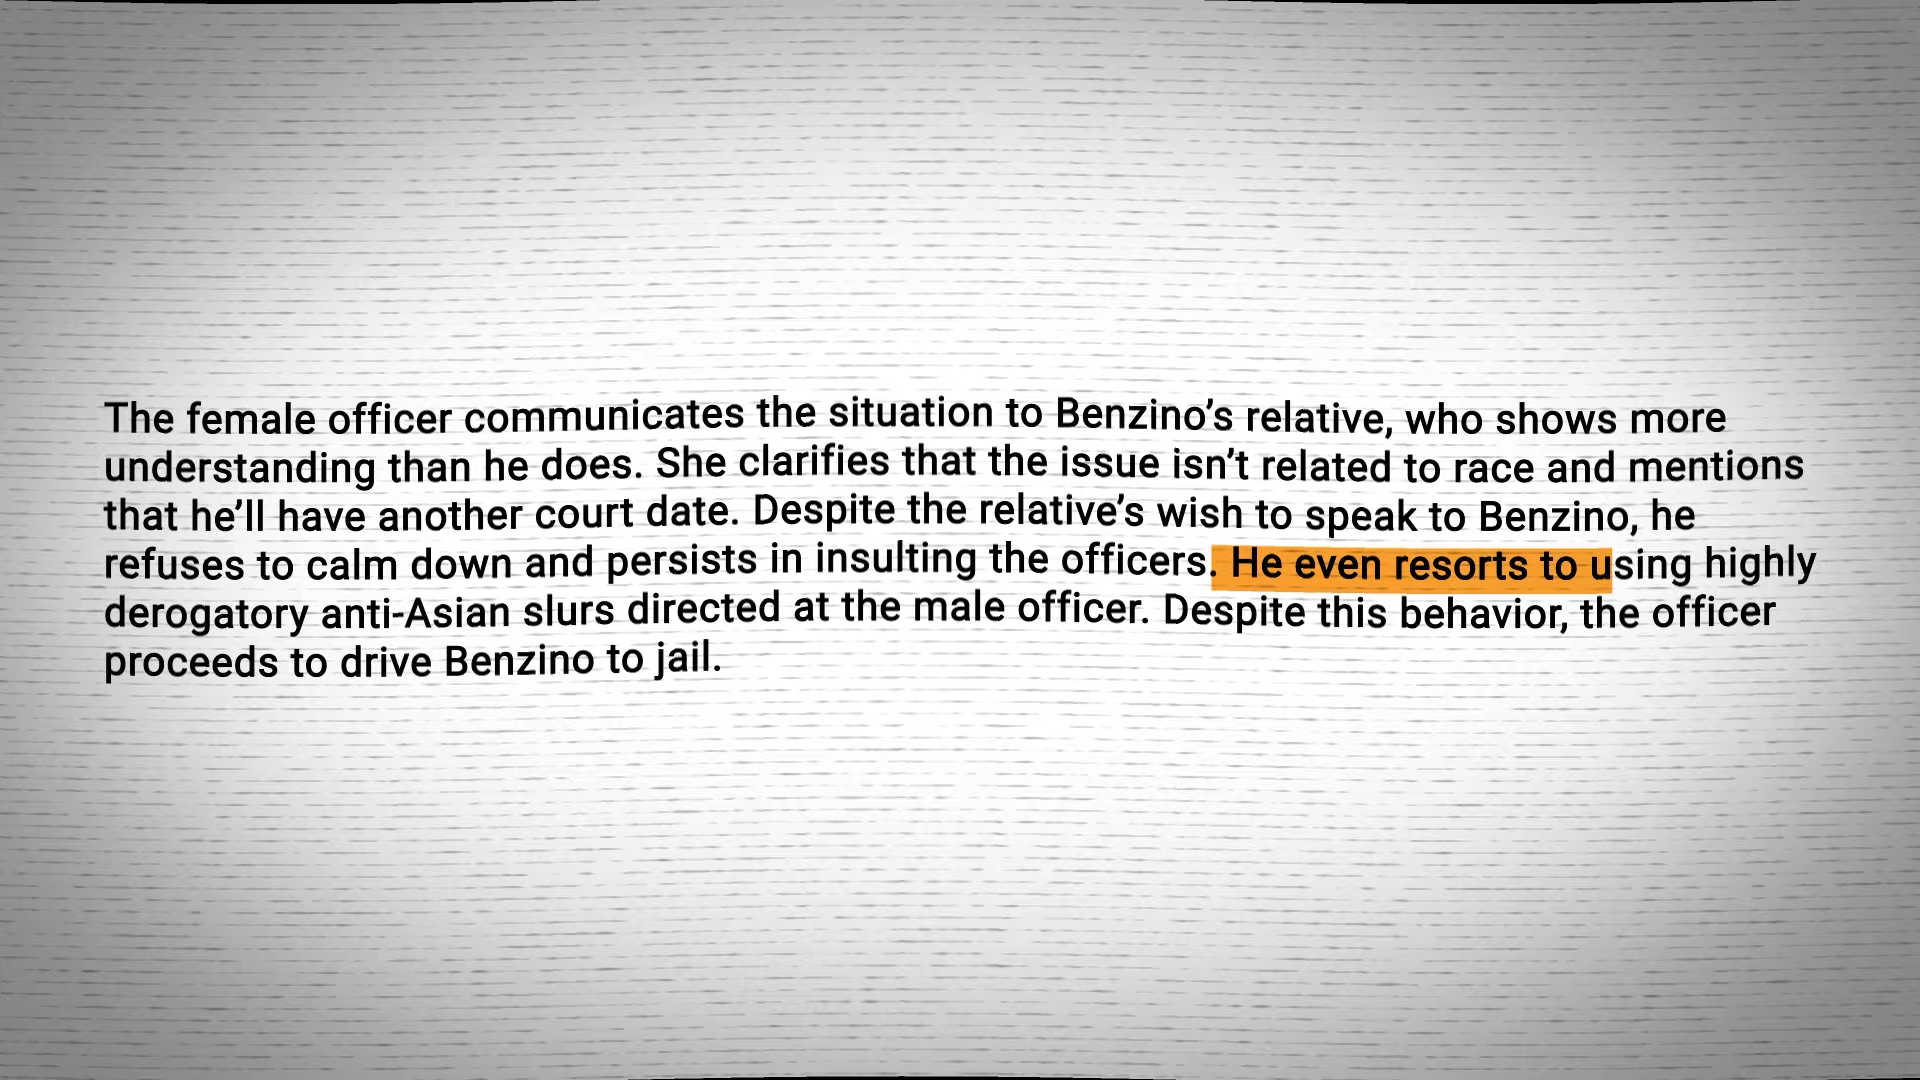 The female officer communicates the situation to Benzino’s relative, who shows more
understanding than he does. She clarifies that the issue isn’t related to race and mentions
that he’ll have another court date. Despite the relative’s wish to speak to Benzino, he
refuses to calm down and persists in insulting the officers. He even resorts to using highly
derogatory anti-Asian slurs directed at the male officer. Despite this behavior, the officer
proceeds to drive Benzino to jail.